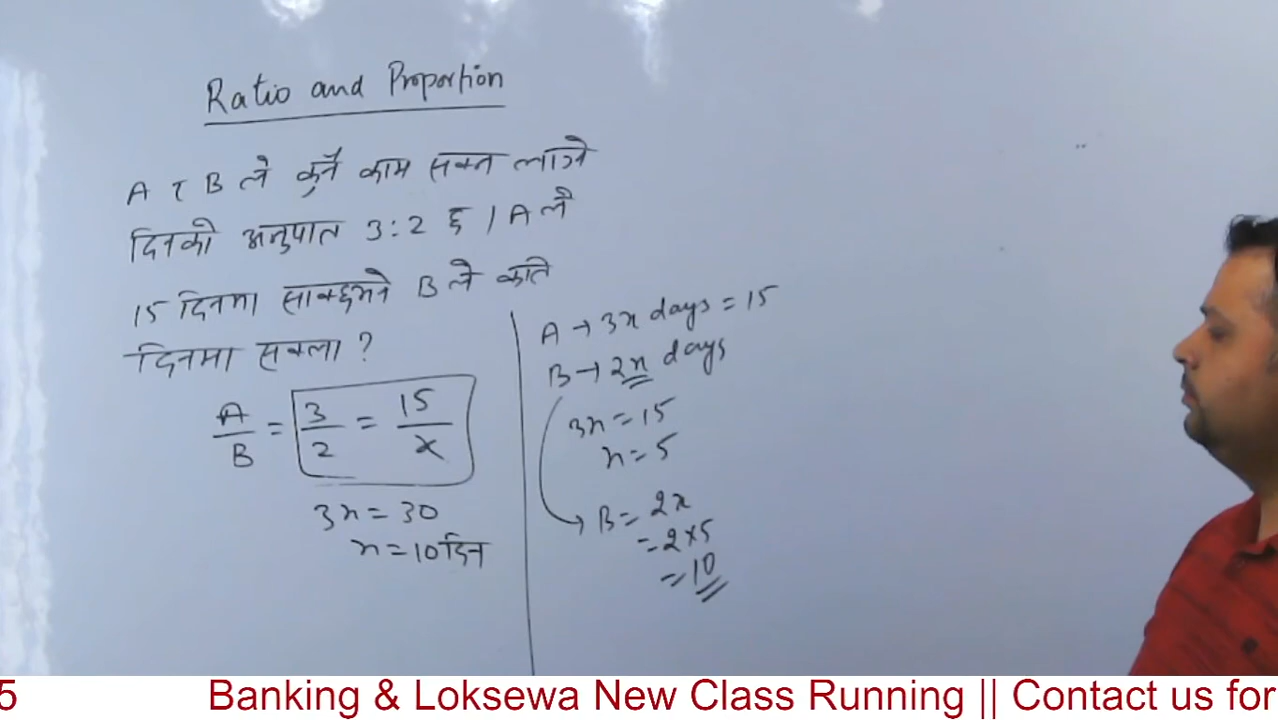 Ratio and Proportion
A र B ले कुनै काम सक्न लाग्ने
दिनको अनुपात 3:2 छ । A ले
15 दिनमा सक्छभने B ले कति
दिनमा सक्ला ?
A/B = 3/2 = 15/x
3x = 30
x = 10 दिन
A → 3x days = 15
B → 2x days
3x = 15
x = 5
→ B = 2x
= 2×5
= 10
5 Banking & Loksewa New Class Running || Contact us for